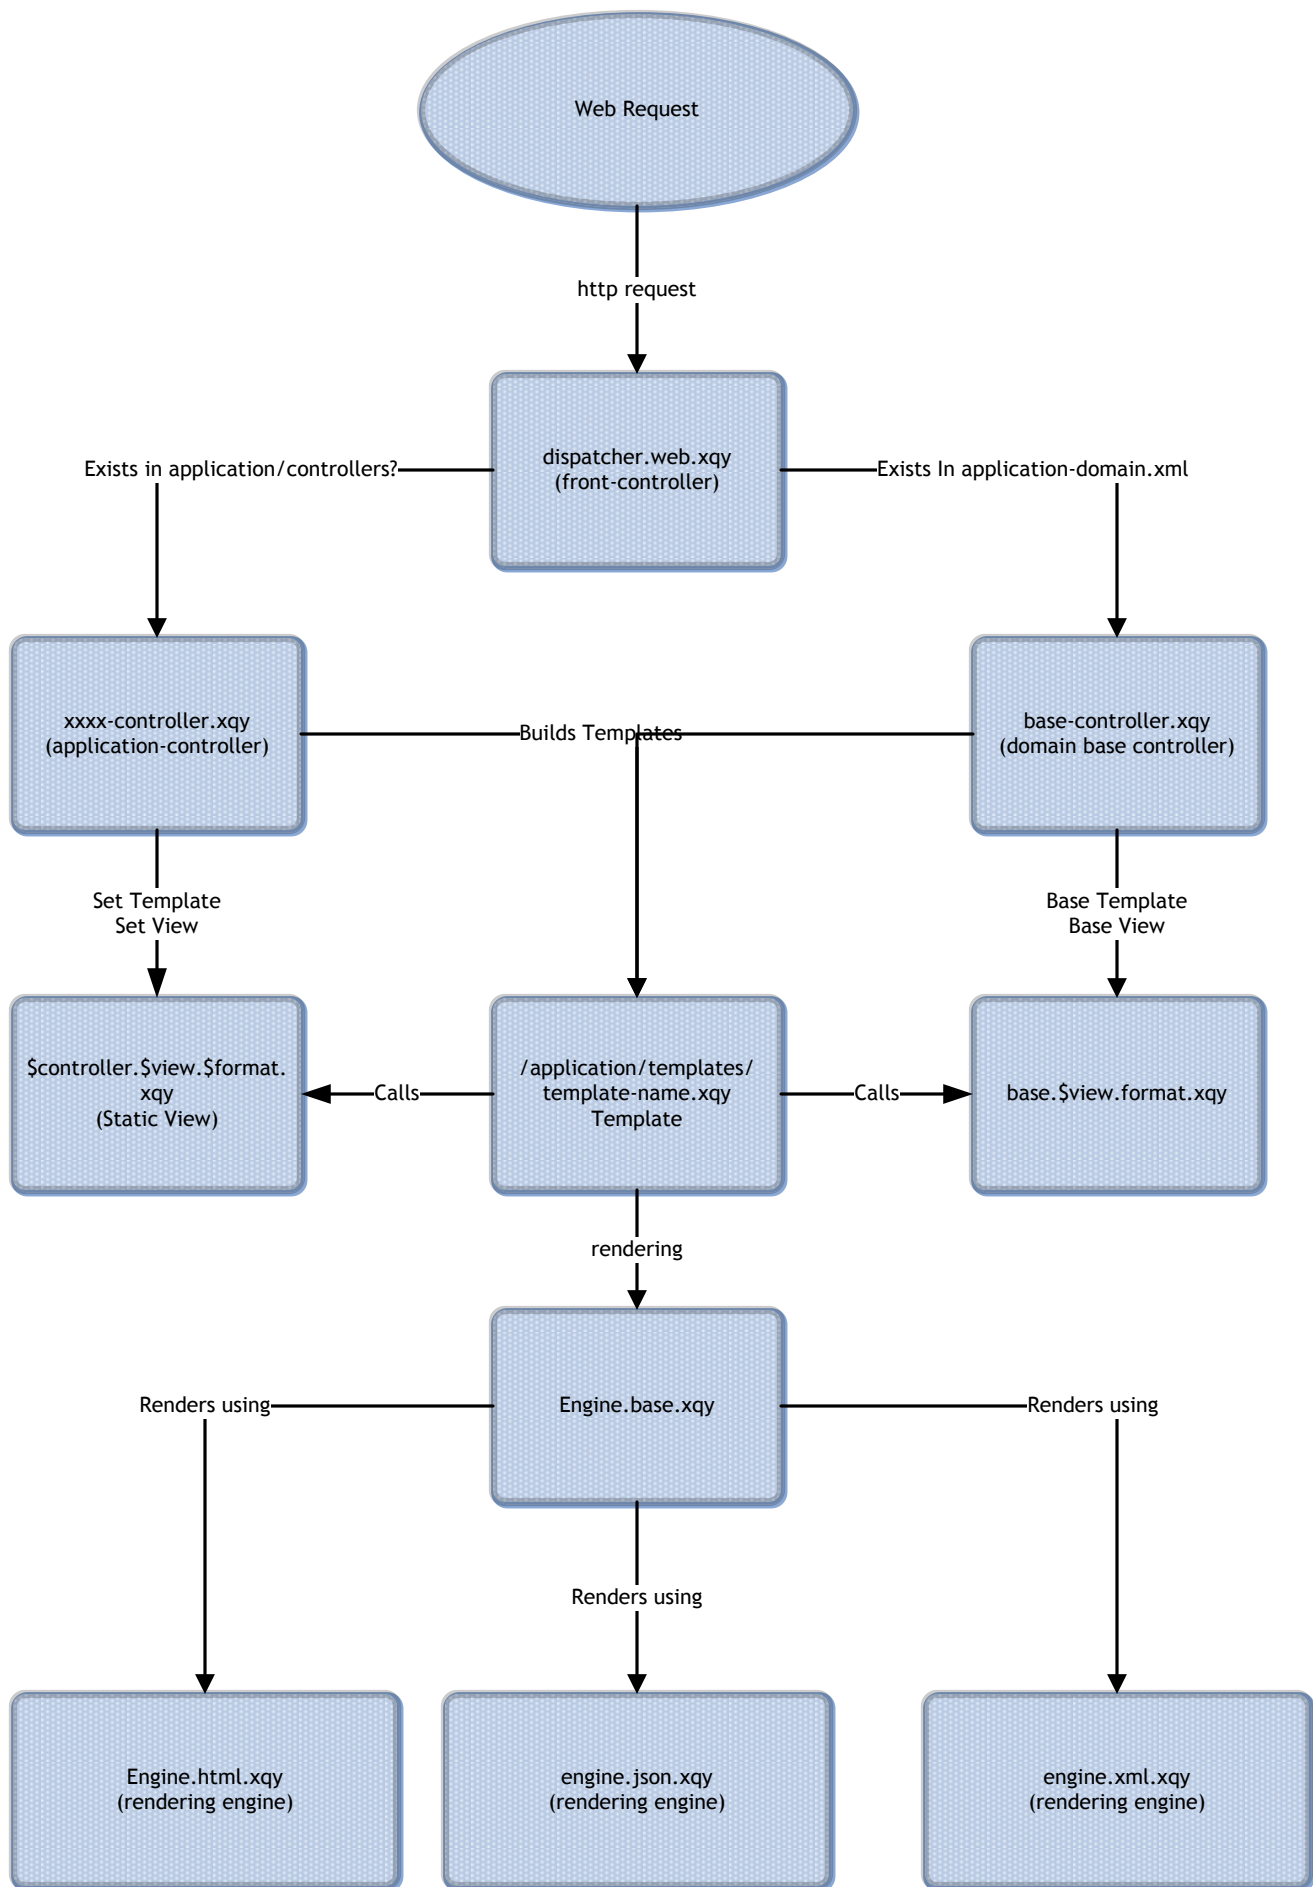 Web Request
http request
Exists in application/controllers?
dispatcher.web.xqy
(front-controller)
Exists In application-domain.xml
xxxx-controller.xqy
(application-controller)
Builds Templates
base-controller.xqy
(domain base controller)
Set Template
Set View
Base Template
Base View
$controller.$view.$format.
xqy
(Static View)
Calls
/application/templates/
template-name.xqy
Template
Calls
base.$view.format.xqy
rendering
Renders using
Engine.base.xqy
Renders using
Renders using
Engine.html.xqy
(rendering engine)
engine.json.xqy
(rendering engine)
engine.xml.xqy
(rendering engine)